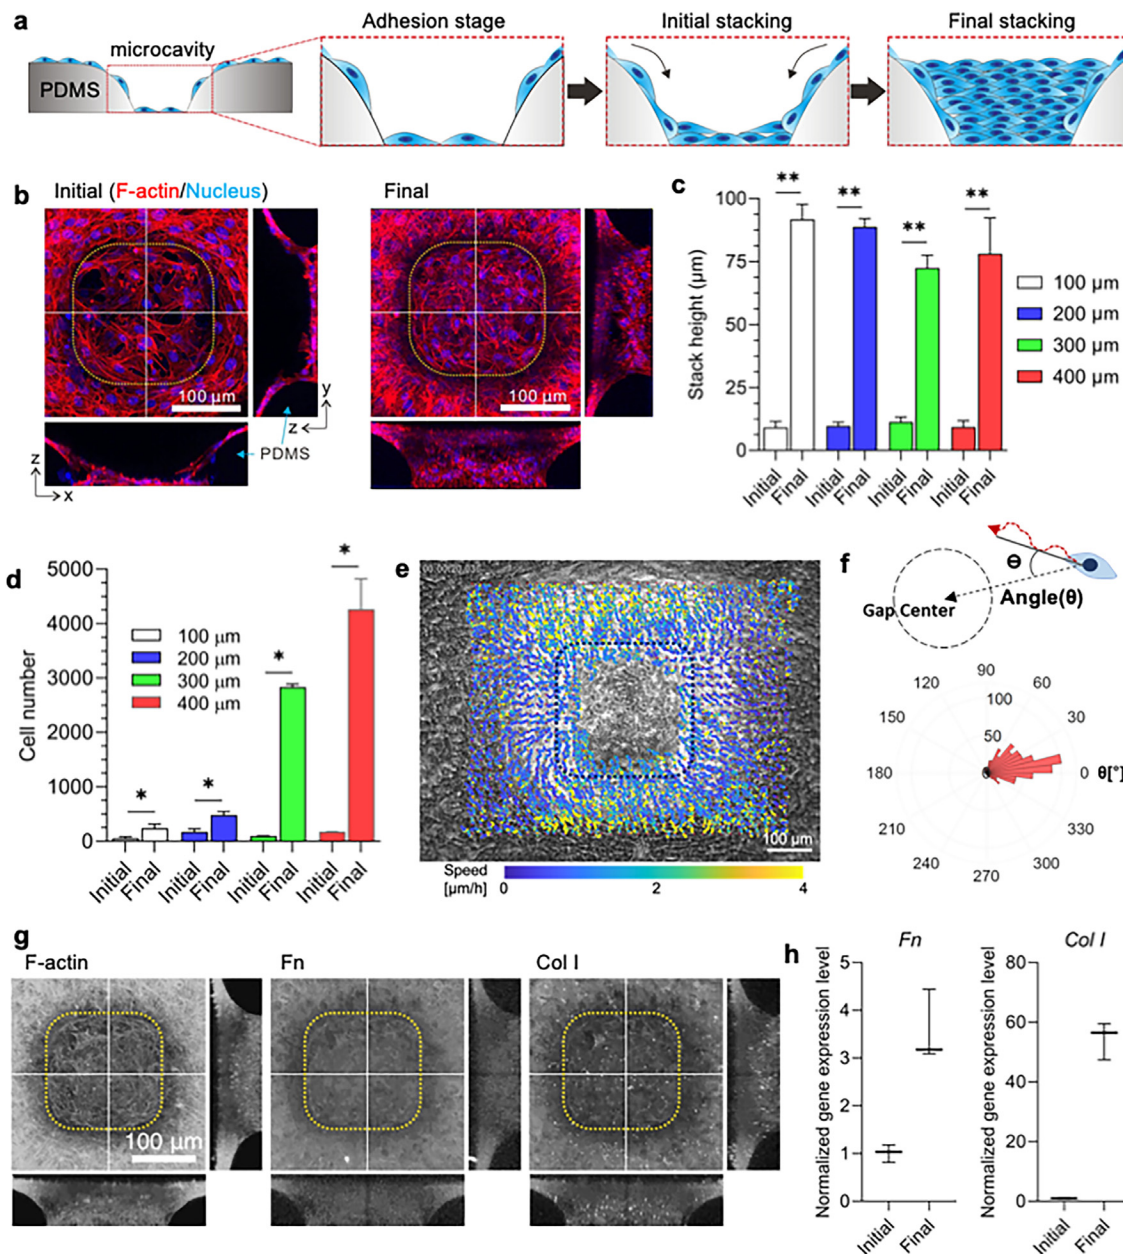 a
microcavity
PDMS
Adhesion stage
Initial stacking
Final stacking
b
Initial (F-actin/Nucleus)
Final
100 µm
100 µm
y
z
PDMS
z
x
c
Stack height (µm)
100
75
50
25
0
Initial
Final
Initial
Final
Initial
Final
Initial
Final
**
**
**
**
100 µm
200 µm
300 µm
400 µm
d
Cell number
5000
4000
3000
2000
1000
0
100 µm
200 µm
300 µm
400 µm
*
*
*
*
Initial
Final
Initial
Final
Initial
Final
Initial
Final
e
100 µm
Speed
[µm/h]
0
2
4
f
Θ
Gap Center
Angle(θ)
90
120
60
150
30
180
0
θ[°]
210
330
240
300
270
100
50
0
g
F-actin
Fn
Col I
100 µm
h
Fn
Normalized gene expression level
5
4
3
2
1
0
Initial
Final
Col I
Normalized gene expression level
80
60
40
20
0
Initial
Final